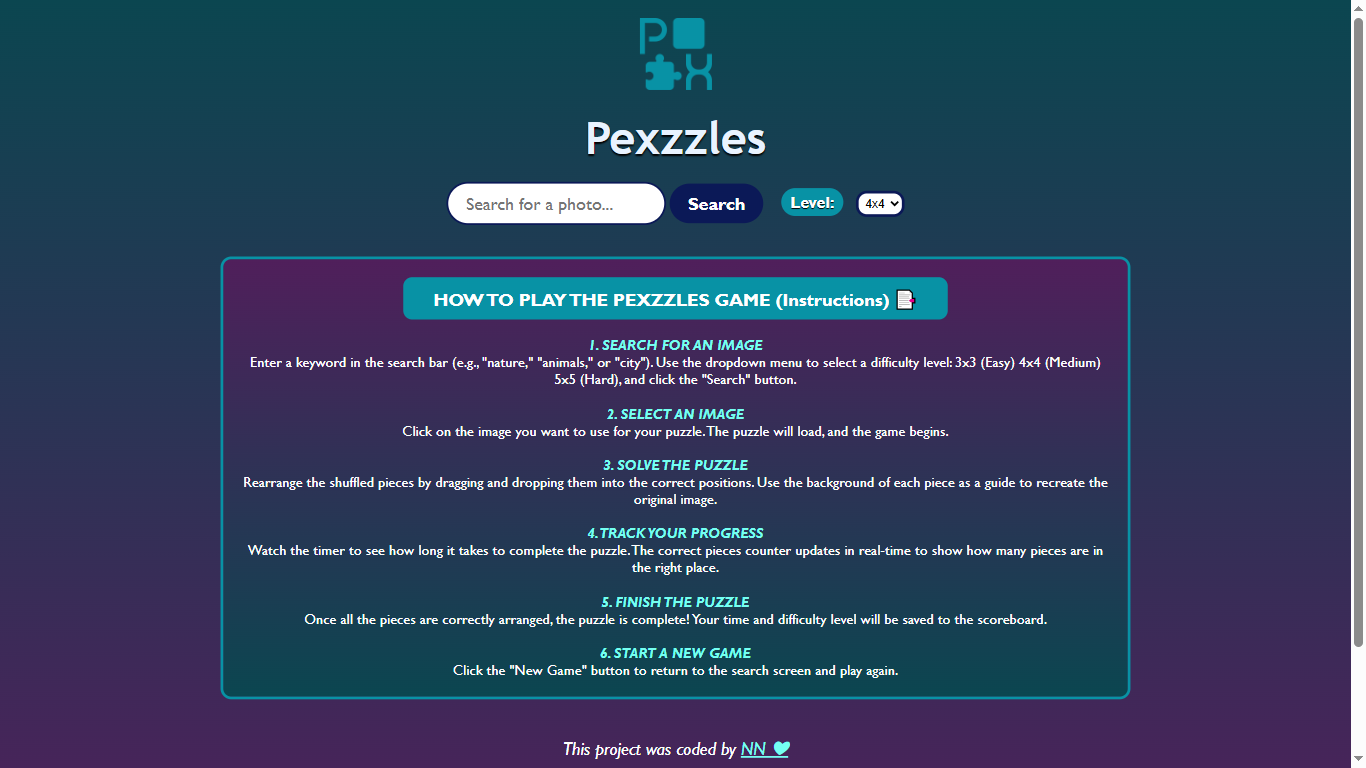 P
X
Pexzzles
Search for a photo... Search Level: 4x4
HOW TO PLAY THE PEXZZLES GAME (Instructions)
1. SEARCH FOR AN IMAGE
Enter a keyword in the search bar (e.g., "nature," "animals," or "city"). Use the dropdown menu to select a difficulty level: 3x3 (Easy) 4x4 (Medium)
5x5 (Hard), and click the "Search" button.
2. SELECT AN IMAGE
Click on the image you want to use for your puzzle. The puzzle will load, and the game begins.
3. SOLVE THE PUZZLE
Rearrange the shuffled pieces by dragging and dropping them into the correct positions. Use the background of each piece as a guide to recreate the
original image.
4. TRACK YOUR PROGRESS
Watch the timer to see how long it takes to complete the puzzle. The correct pieces counter updates in real-time to show how many pieces are in
the right place.
5. FINISH THE PUZZLE
Once all the pieces are correctly arranged, the puzzle is complete! Your time and difficulty level will be saved to the scoreboard.
6. START A NEW GAME
Click the "New Game" button to return to the search screen and play again.
This project was coded by NN